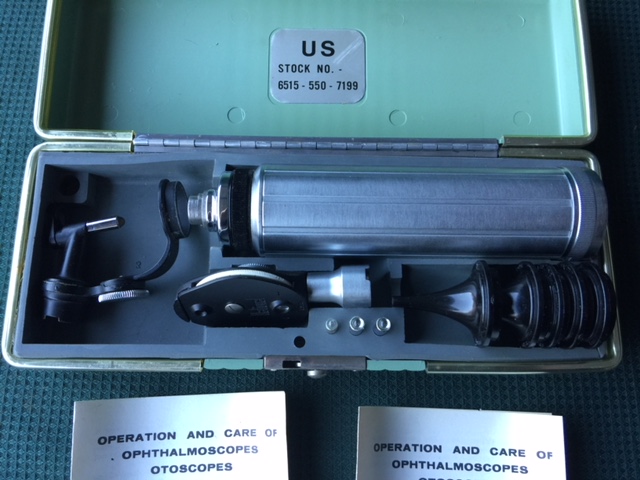 US
STOCK NO. -
6515 - 550 - 7199
OPERATION AND CARE OF
. OPHTHALMOSCOPES
OTOSCOPES
OPERATION AND CARE OF
OPHTHALMOSCOPES